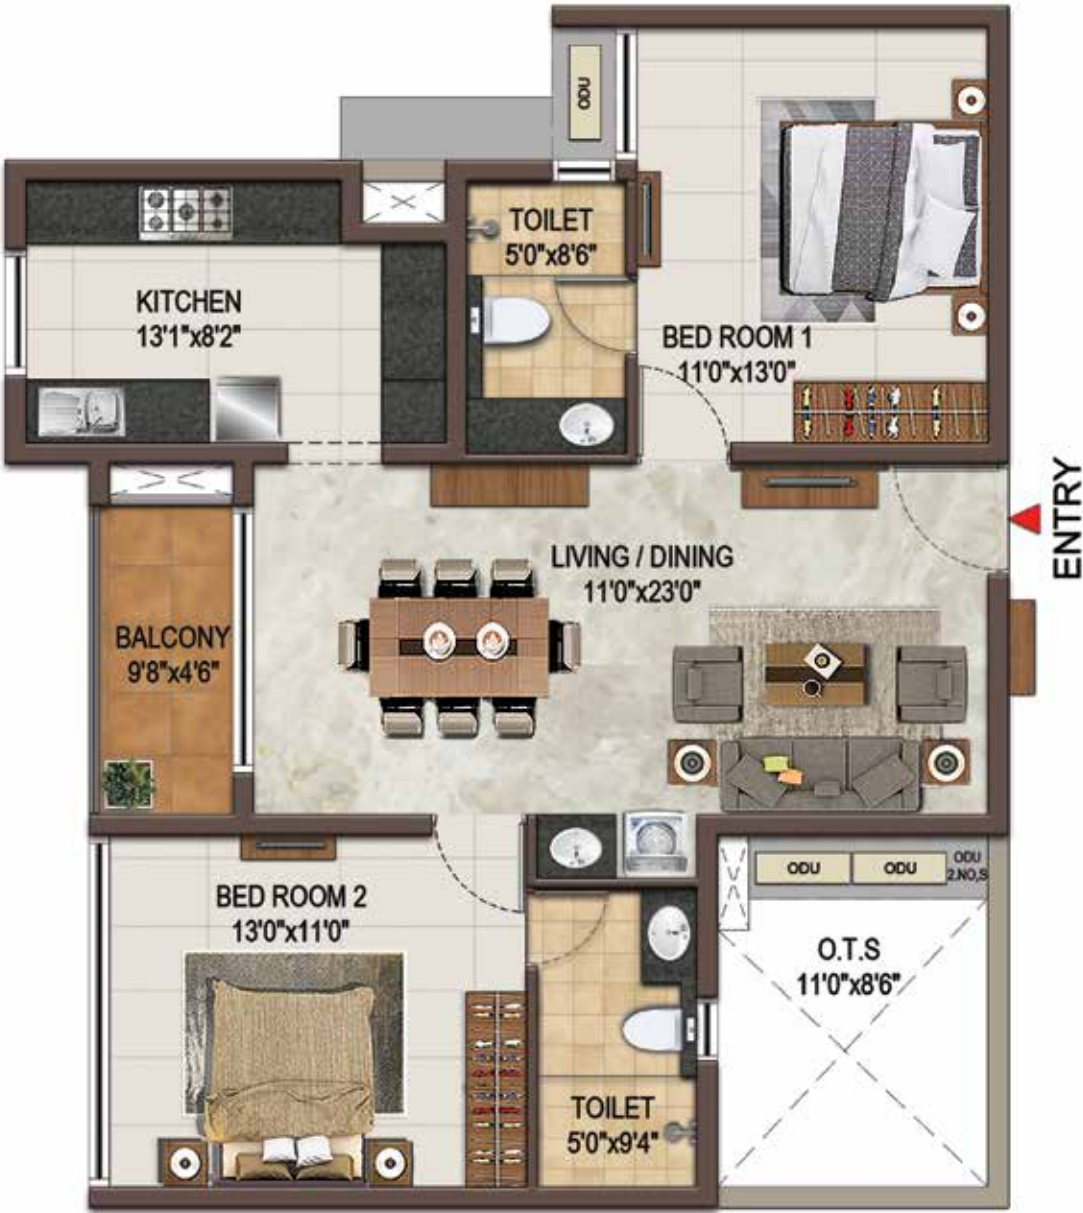 ODU
TOILET
5'0"x8'6"
KITCHEN
13'1"x8'2"
BED ROOM 1
11'0"x13'0"
ENTRY
LIVING / DINING
11'0"x23'0"
BALCONY
9'8"x4'6"
BED ROOM 2
13'0"x11'0"
ODU
ODU
ODU
2.NO,S
O.T.S
11'0"x8'6"
TOILET
5'0"x9'4"